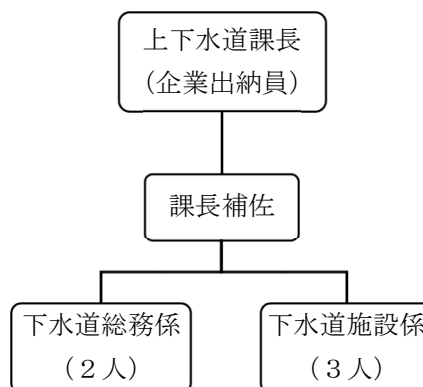 上下水道課長
（企業出納員）
課長補佐
下水道総務係
（２人）
下水道施設係
（３人）